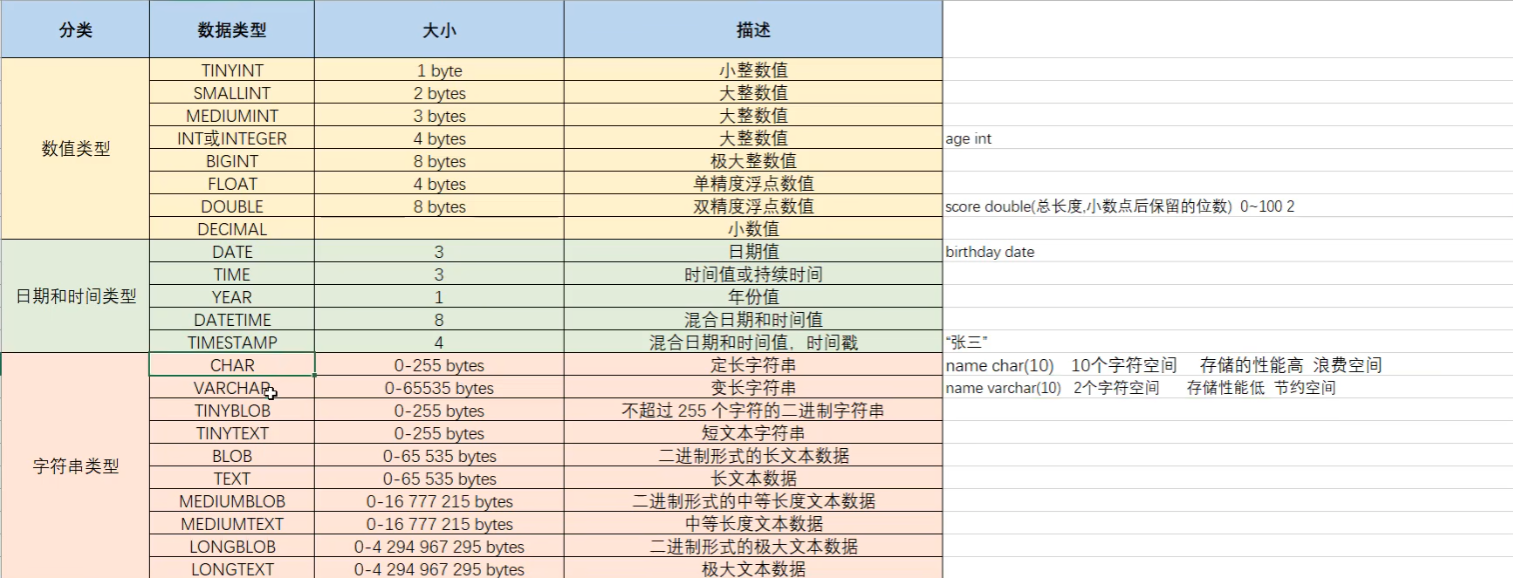 分类 数据类型 大小 描述
TINYINT 1 byte 小整数值
SMALLINT 2 bytes 大整数值
MEDIUMINT 3 bytes 大整数值
数值类型 INT或INTEGER 4 bytes 大整数值 age int
BIGINT 8 bytes 极大整数值
FLOAT 4 bytes 单精度浮点数值
DOUBLE 8 bytes 双精度浮点数值 score double(总长度,小数点后保留的位数) 0~100 2
DECIMAL 小数值
DATE 3 日期值 birthday date
TIME 3 时间值或持续时间
日期和时间类型 YEAR 1 年份值
DATETIME 8 混合日期和时间值
TIMESTAMP 4 混合日期和时间值，时间戳 “张三”
CHAR 0-255 bytes 定长字符串 name char(10) 10个字符空间 存储的性能高 浪费空间
VARCHAR 0-65535 bytes 变长字符串 name varchar(10) 2个字符空间 存储性能低 节约空间
TINYBLOB 0-255 bytes 不超过 255 个字符的二进制字符串
TINYTEXT 0-255 bytes 短文本字符串
字符串类型 BLOB 0-65 535 bytes 二进制形式的长文本数据
TEXT 0-65 535 bytes 长文本数据
MEDIUMBLOB 0-16 777 215 bytes 二进制形式的中等长度文本数据
MEDIUMTEXT 0-16 777 215 bytes 中等长度文本数据
LONGBLOB 0-4 294 967 295 bytes 二进制形式的极大文本数据
LONGTEXT 0-4 294 967 295 bytes 极大文本数据